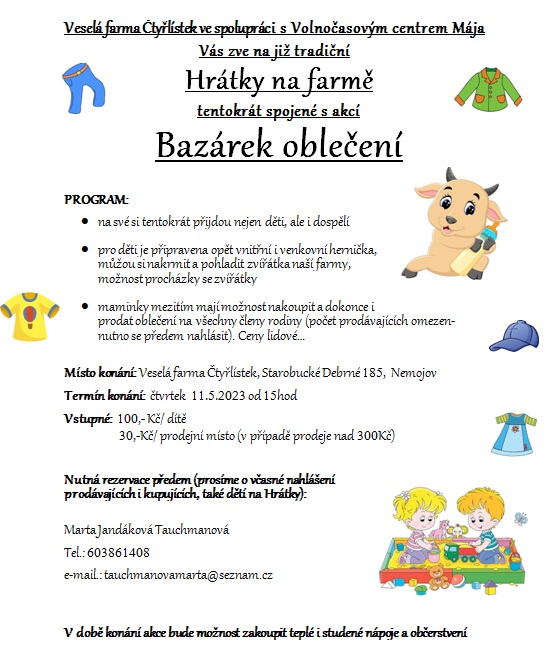 Veselá farma Čtyřlístek ve spolupráci s Volnočasovým centrem Mája
Vás zve na již tradiční
Hrátky na farmě
tentokrát spojené s akcí
Bazárek oblečení
PROGRAM:
• na své si tentokrát přijdou nejen děti, ale i dospělí
• pro děti je připravena opět vnitřní i venkovní hernička,
můžou si nakrmit a pohladit zvířátka naší farmy,
možnost procházky se zvířátky
• maminky mezitím mají možnost nakoupit a dokonce i
prodat oblečení na všechny členy rodiny (počet prodávajících omezen-
nutno se předem nahlásit). Ceny lidové...
Místo konání: Veselá farma Čtyřlístek, Starobucké Debrné 185, Nemojov
Termín konání: čtvrtek 11.5.2023 od 15hod
Vstupné: 100,- Kč/ dítě
30,-Kč/ prodejní místo (v případě prodeje nad 300Kč)
Nutná rezervace předem (prosíme o včasné nahlášení
prodávajících i kupujících, také dětí na Hrátky):
Marta Jandáková Tauchmanová
Tel.: 603861408
e-mail.: tauchmanovamarta@seznam.cz
V době konání akce bude možnost zakoupit teplé i studené nápoje a občerstvení